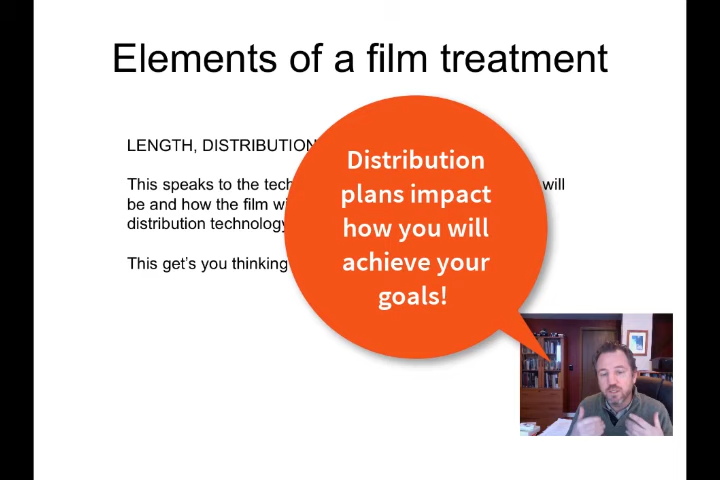 Elements of a film treatment
LENGTH, DISTRIBUTION
This speaks to the tech will
be and how the film wi
distribution technology
This get's you thinking
Distribution
plans impact
how you will
achieve your
goals!